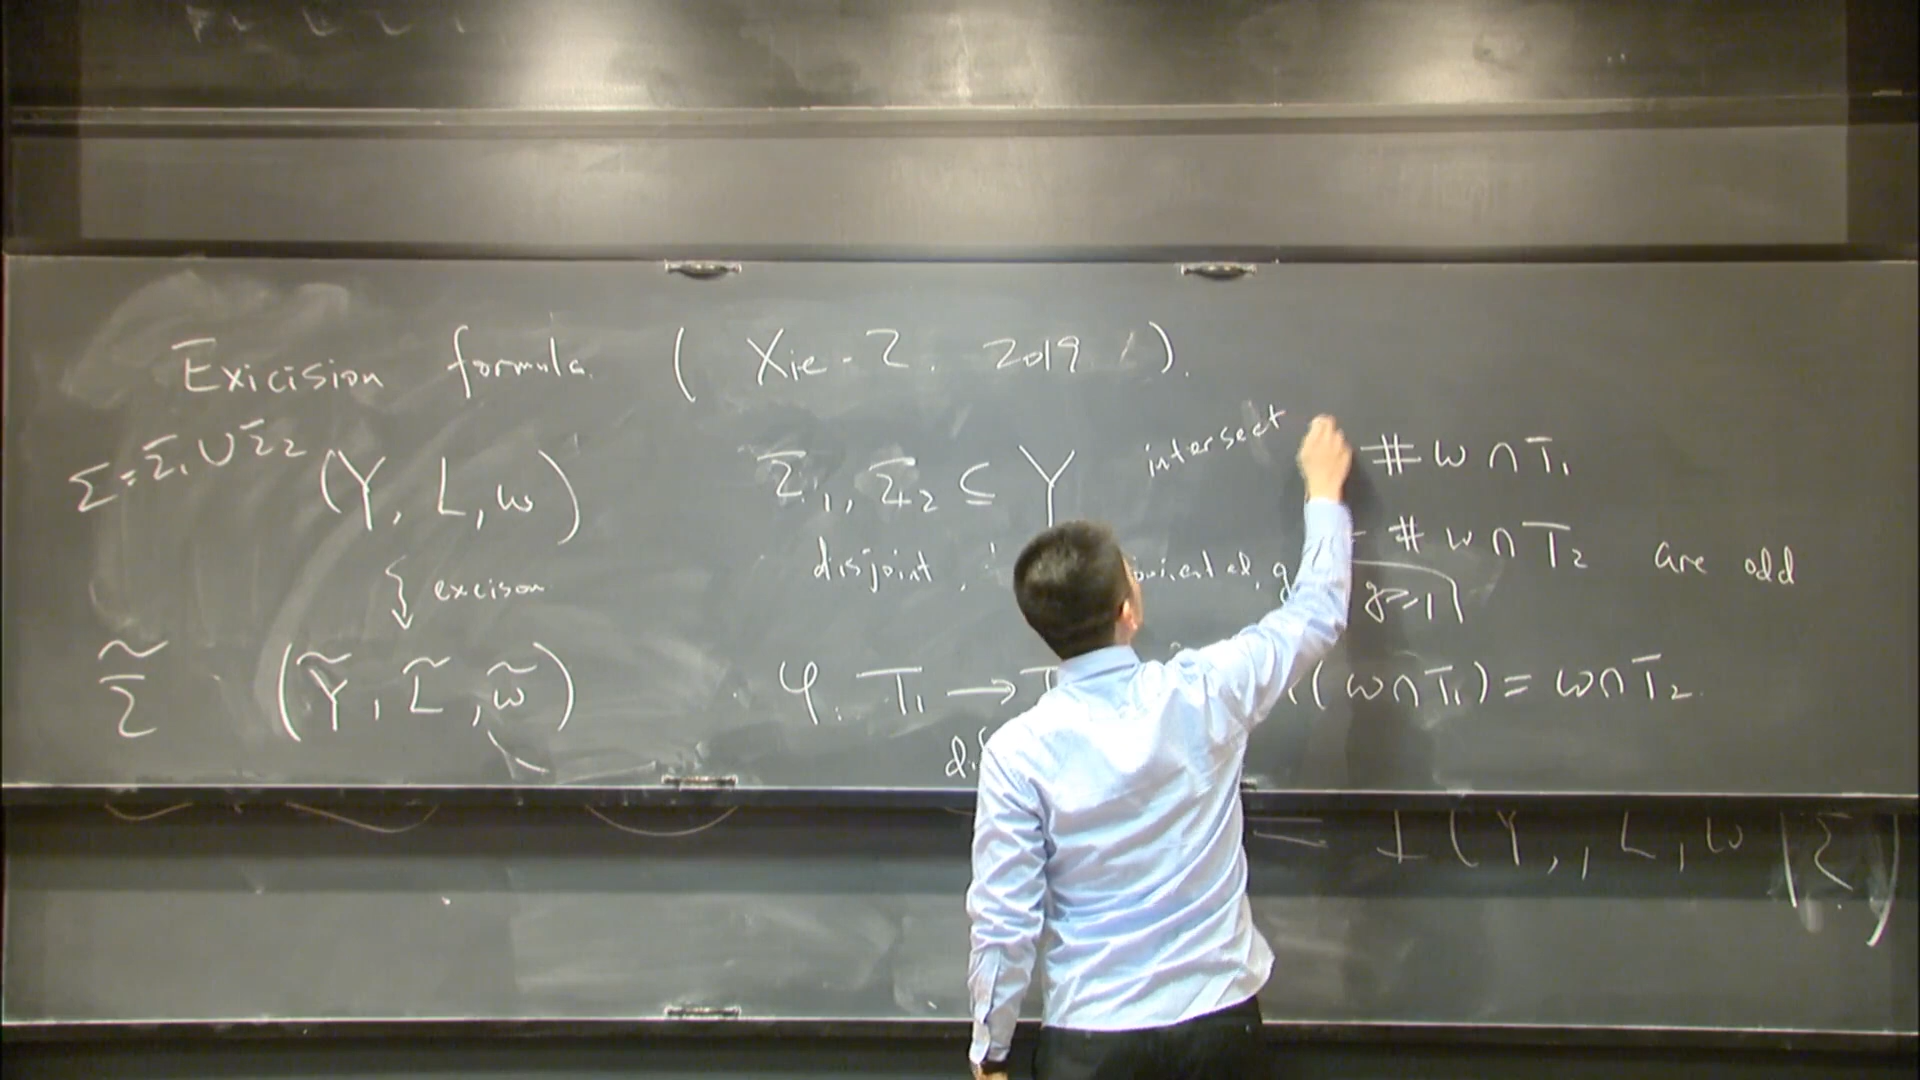 Exicision formula. ( Xie - Z. 2019 ).
Σ = Σ₁ ∪ Σ₂ (Y, L, ω) Σ₁, Σ₂ ⊆ Y intersect # ω ∩ T₁
disjoint, # ω ∩ T₂ are odd
excison g ≥ 1
Σ̃ (Ỹ, L̃, ω̃) φ: T₁ → (ω ∩ T₁) = ω ∩ T₂.
= I (Y, , L, ω | Σ)